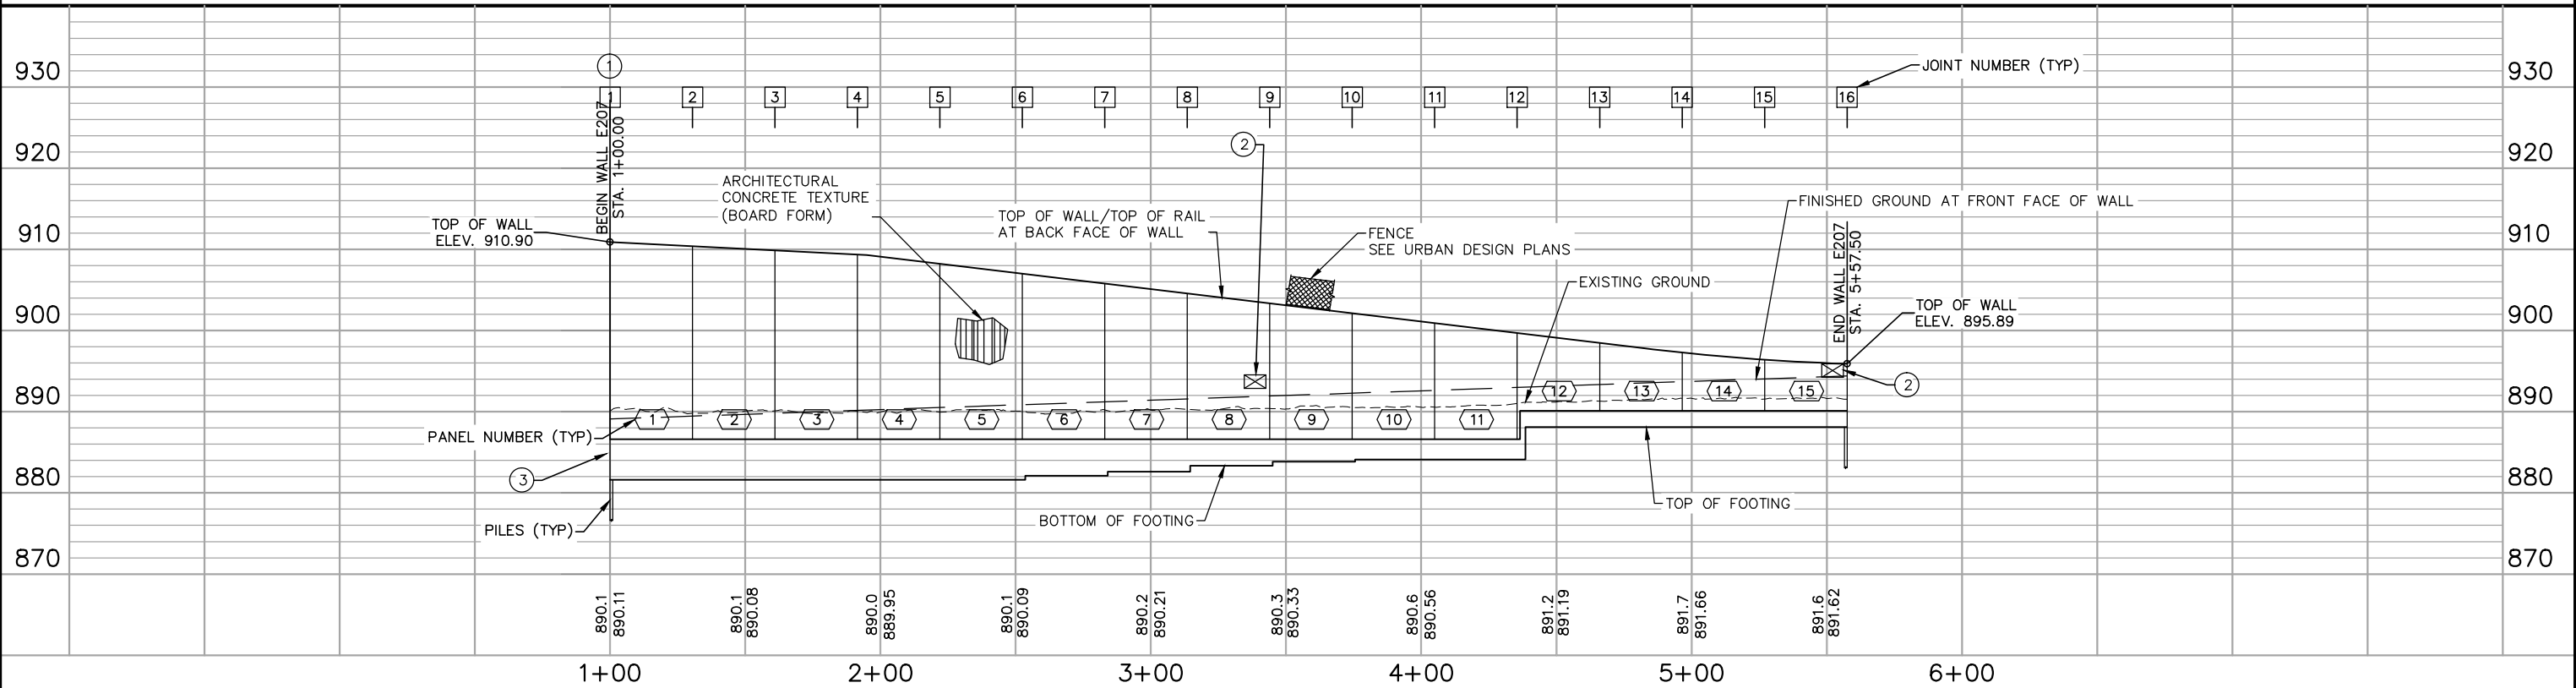 930
920
910
900
890
880
870
1
1 2 3 4 5 6 7 8 9 10 11 12 13 14 15 16
JOINT NUMBER (TYP)
930
920
910
900
890
880
870
BEGIN WALL E207
STA. 1+00.00
2
ARCHITECTURAL
CONCRETE TEXTURE
(BOARD FORM)
TOP OF WALL
ELEV. 910.90
TOP OF WALL/TOP OF RAIL
AT BACK FACE OF WALL
FENCE
SEE URBAN DESIGN PLANS
FINISHED GROUND AT FRONT FACE OF WALL
EXISTING GROUND
END WALL E207
STA. 5+57.50
TOP OF WALL
ELEV. 895.89
2
1 2 3 4 5 6 7 8 9 10 11 12 13 14 15
PANEL NUMBER (TYP)
3
PILES (TYP)
BOTTOM OF FOOTING
TOP OF FOOTING
890.1
890.11
890.1
890.08
890.0
889.95
890.1
890.09
890.2
890.21
890.3
890.33
890.6
890.56
891.2
891.19
891.7
891.66
891.6
891.62
1+00 2+00 3+00 4+00 5+00 6+00